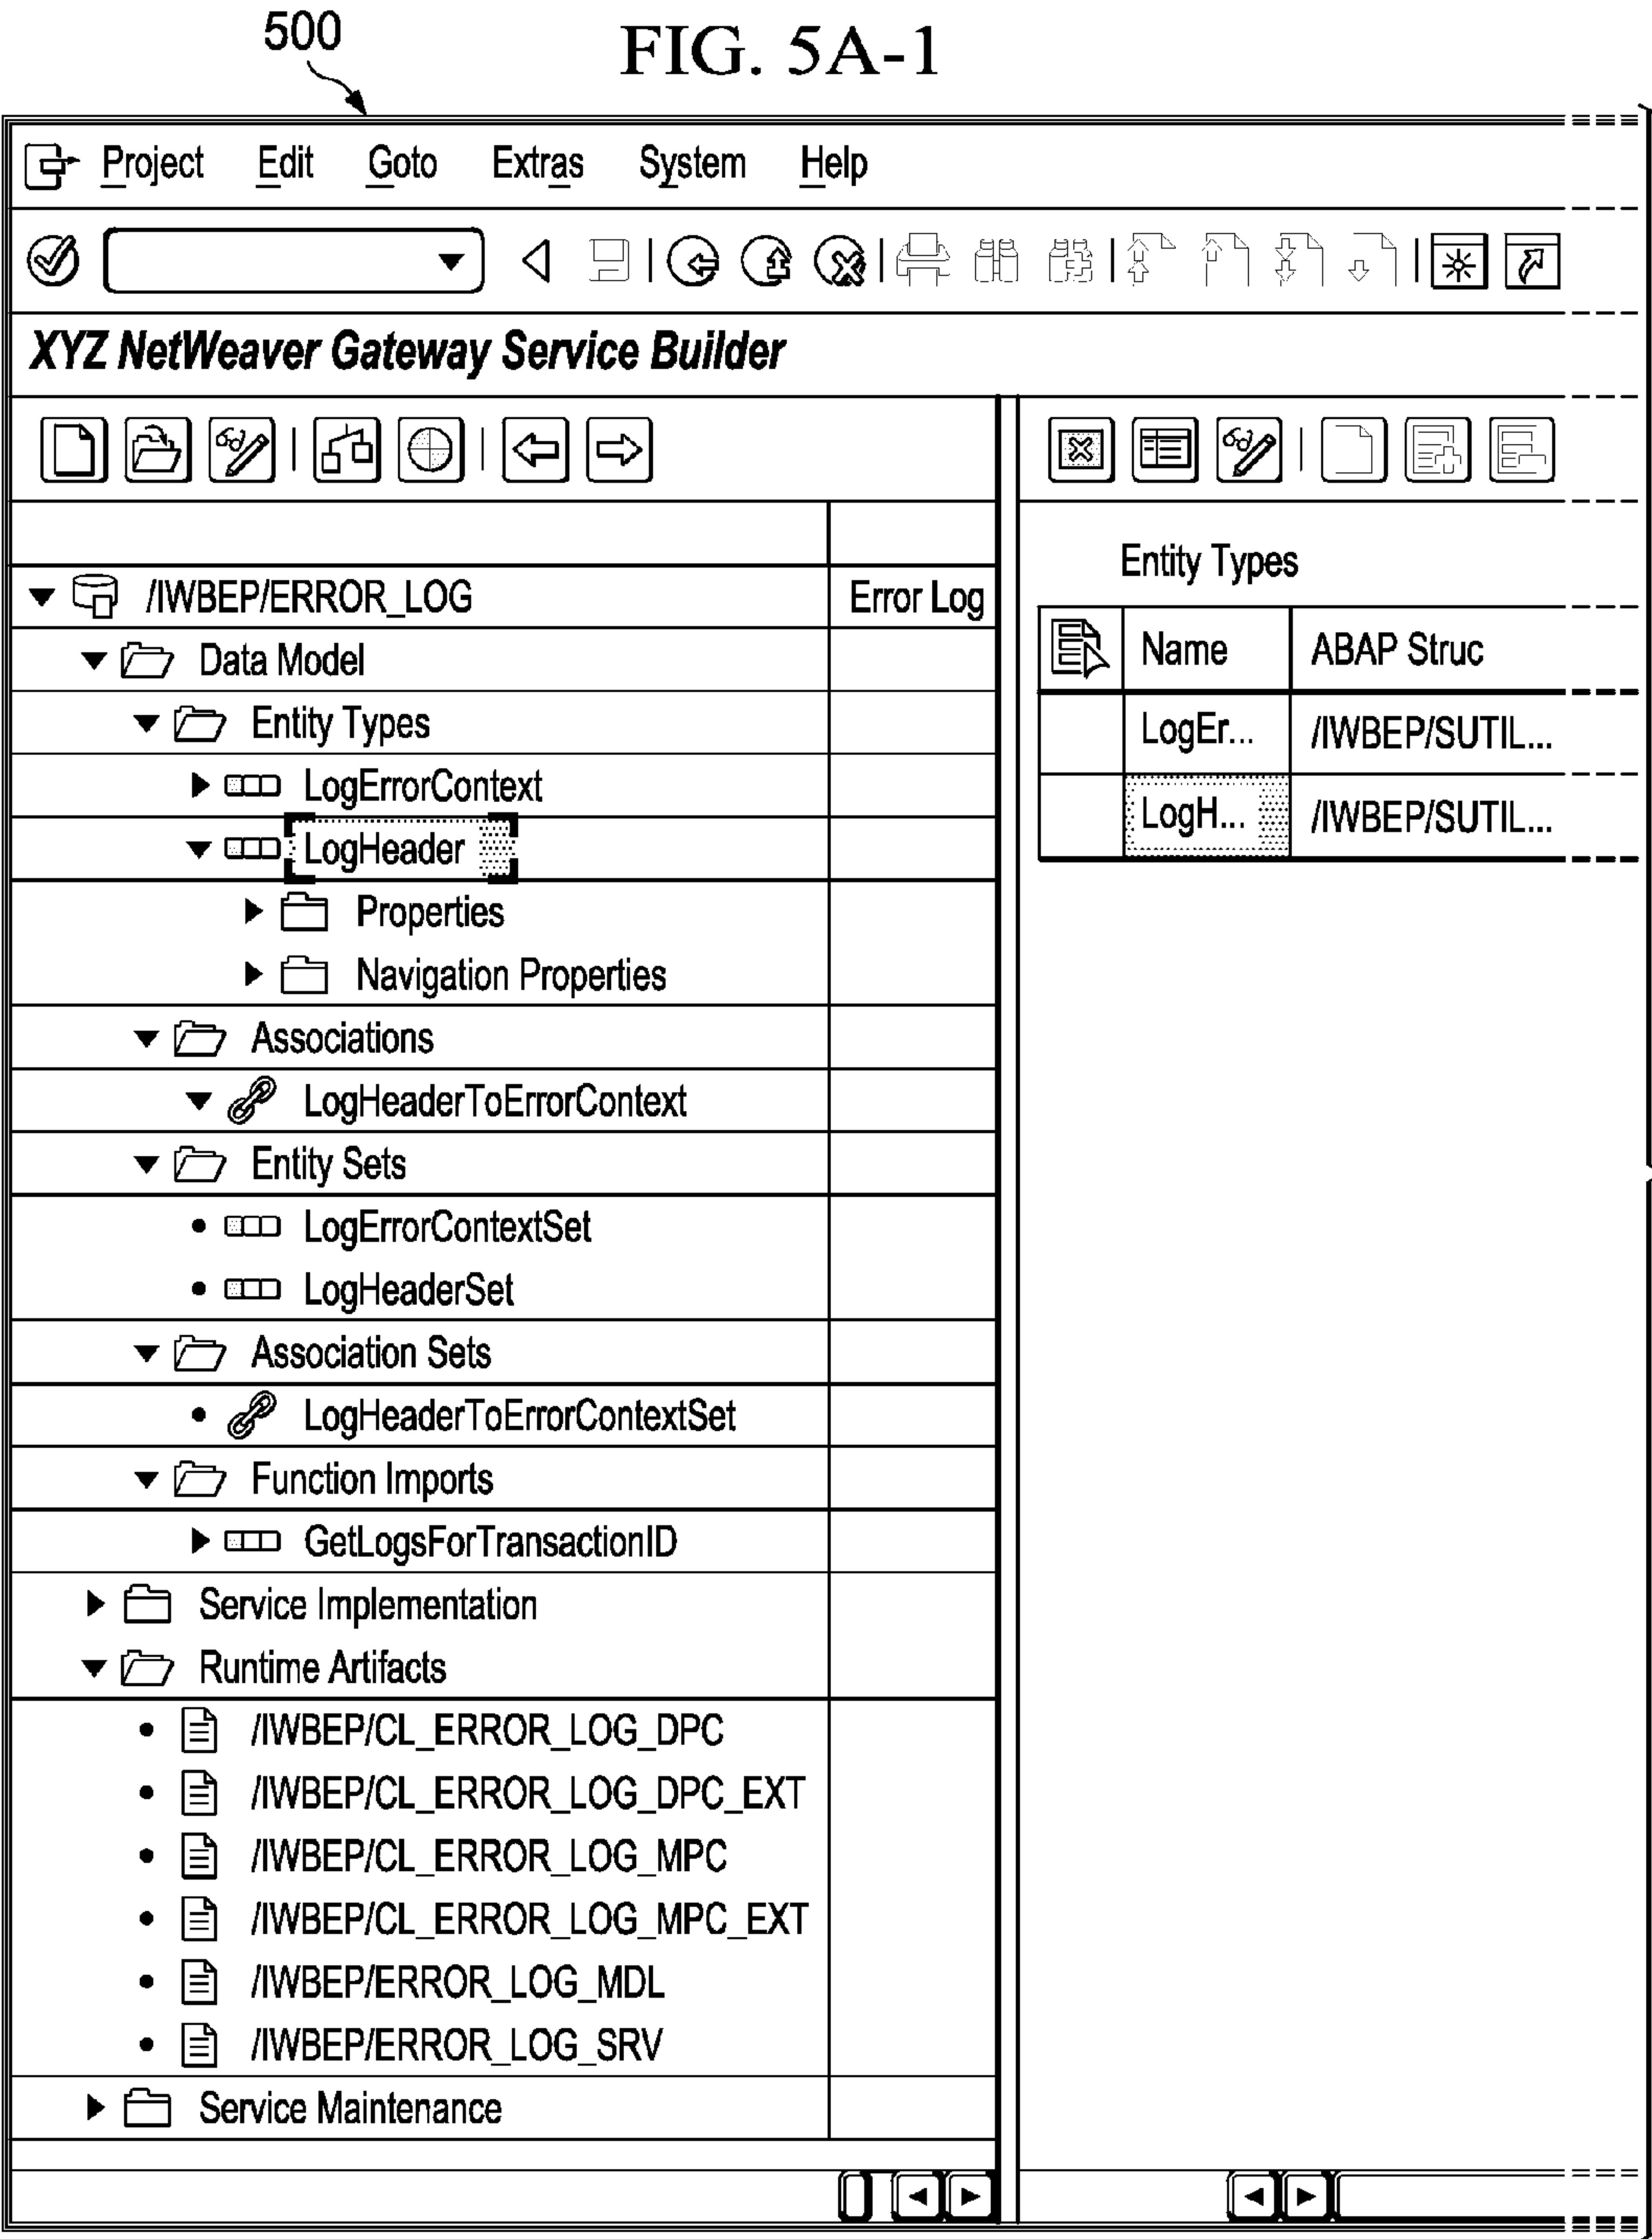 500
FIG. 5A-1
Project Edit Goto Extras System Help
XYZ NetWeaver Gateway Service Builder
/IWBEP/ERROR_LOG Error Log
Data Model
Entity Types
LogErrorContext
LogHeader
Properties
Navigation Properties
Associations
LogHeaderToErrorContext
Entity Sets
LogErrorContextSet
LogHeaderSet
Association Sets
LogHeaderToErrorContextSet
Function Imports
GetLogsForTransactionID
Service Implementation
Runtime Artifacts
/IWBEP/CL_ERROR_LOG_DPC
/IWBEP/CL_ERROR_LOG_DPC_EXT
/IWBEP/CL_ERROR_LOG_MPC
/IWBEP/CL_ERROR_LOG_MPC_EXT
/IWBEP/ERROR_LOG_MDL
/IWBEP/ERROR_LOG_SRV
Service Maintenance
Entity Types
Name ABAP Struc
LogEr... /IWBEP/SUTIL...
LogH... /IWBEP/SUTIL...